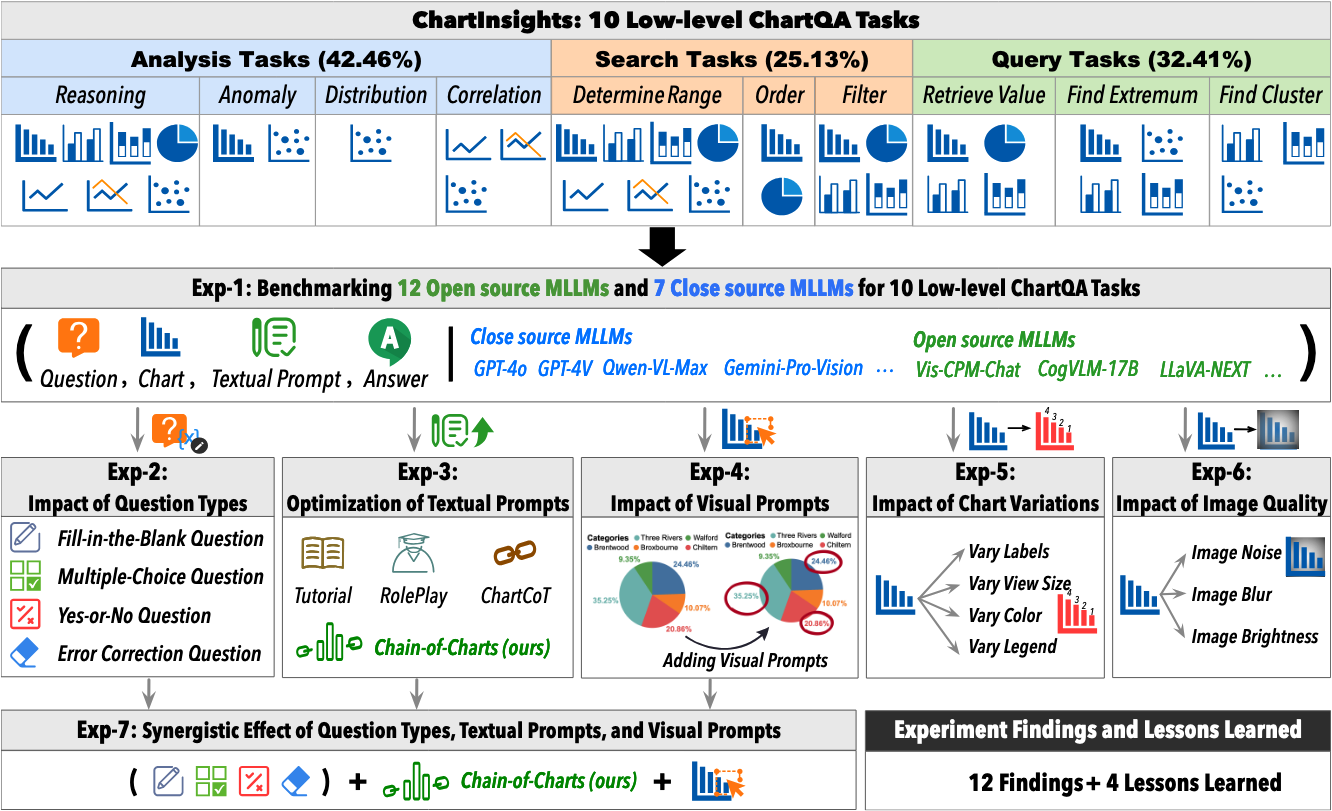 ChartInsights: 10 Low-level ChartQA Tasks
Analysis Tasks (42.46%)
Search Tasks (25.13%)
Query Tasks (32.41%)
Reasoning
Anomaly
Distribution
Correlation
Determine Range
Order
Filter
Retrieve Value
Find Extremum
Find Cluster
Exp-1: Benchmarking 12 Open source MLLMs and 7 Close source MLLMs for 10 Low-level ChartQA Tasks
( ? A | )
Question , Chart , Textual Prompt , Answer
Close source MLLMs
GPT-4o GPT-4V Qwen-VL-Max Gemini-Pro-Vision ...
Open source MLLMs
Vis-CPM-Chat CogVLM-17B LLaVA-NEXT ...
? {x}
4 3 2 1
Exp-2:
Impact of Question Types
Fill-in-the-Blank Question
Multiple-Choice Question
Yes-or-No Question
Error Correction Question
Exp-3:
Optimization of Textual Prompts
Tutorial
RolePlay
ChartCoT
Chain-of-Charts (ours)
Exp-4:
Impact of Visual Prompts
Categories Three Rivers Walford
Brentwood Broxbourne Chiltern
9.35%
24.46%
35.25%
10.07%
20.86%
Categories Three Rivers Walford
Brentwood Broxbourne Chiltern
9.35%
24.46%
35.25%
10.07%
20.86%
Adding Visual Prompts
Exp-5:
Impact of Chart Variations
Vary Labels
Vary View Size
Vary Color
Vary Legend
4 3 2 1
Exp-6:
Impact of Image Quality
Image Noise
Image Blur
Image Brightness
Exp-7: Synergistic Effect of Question Types, Textual Prompts, and Visual Prompts
( ) + Chain-of-Charts (ours) +
Experiment Findings and Lessons Learned
12 Findings + 4 Lessons Learned